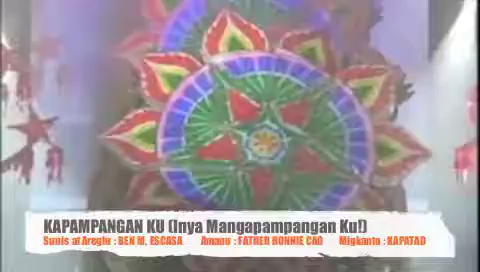 KAPAMPANGAN KU (Inya Mangapampangan Ku!)
Sunis at Areglu : BEN M. ESCASA Amanu : FATHER RONNIE CAO Migkanta : KAPATAD